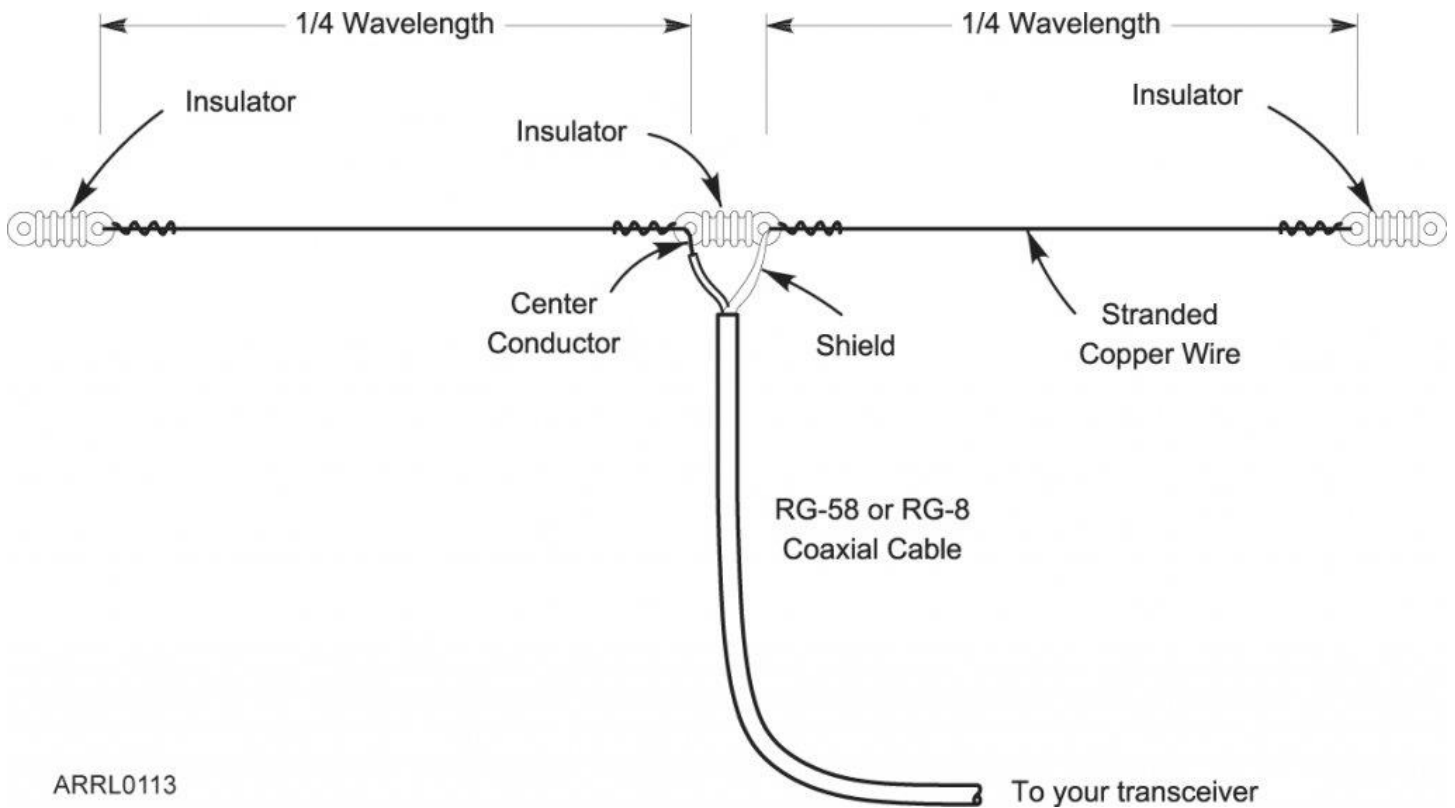 1/4 Wavelength
1/4 Wavelength
Insulator
Insulator
Insulator
Center
Conductor
Shield
Stranded
Copper Wire
RG-58 or RG-8
Coaxial Cable
ARRL0113
To your transceiver